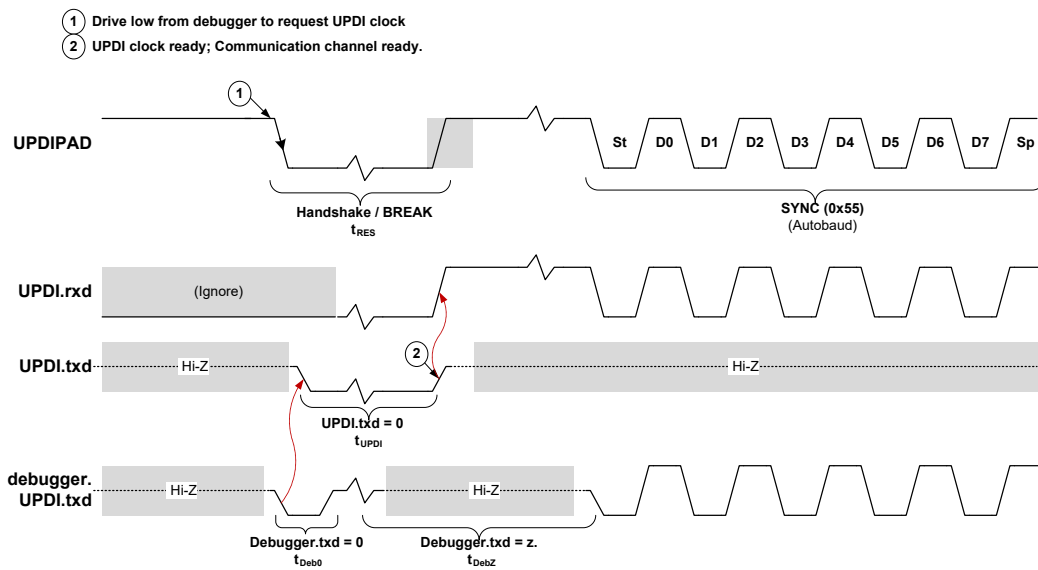 1 Drive low from debugger to request UPDI clock
2 UPDI clock ready; Communication channel ready.
1
UPDIPAD
St D0 D1 D2 D3 D4 D5 D6 D7 Sp
Handshake / BREAK
tRES
SYNC (0x55)
(Autobaud)
UPDI.rxd
(Ignore)
UPDI.txd
Hi-Z
2
Hi-Z
UPDI.txd = 0
tUPDI
debugger.
UPDI.txd
Hi-Z
Hi-Z
Debugger.txd = 0
tDeb0
Debugger.txd = z.
tDebZ